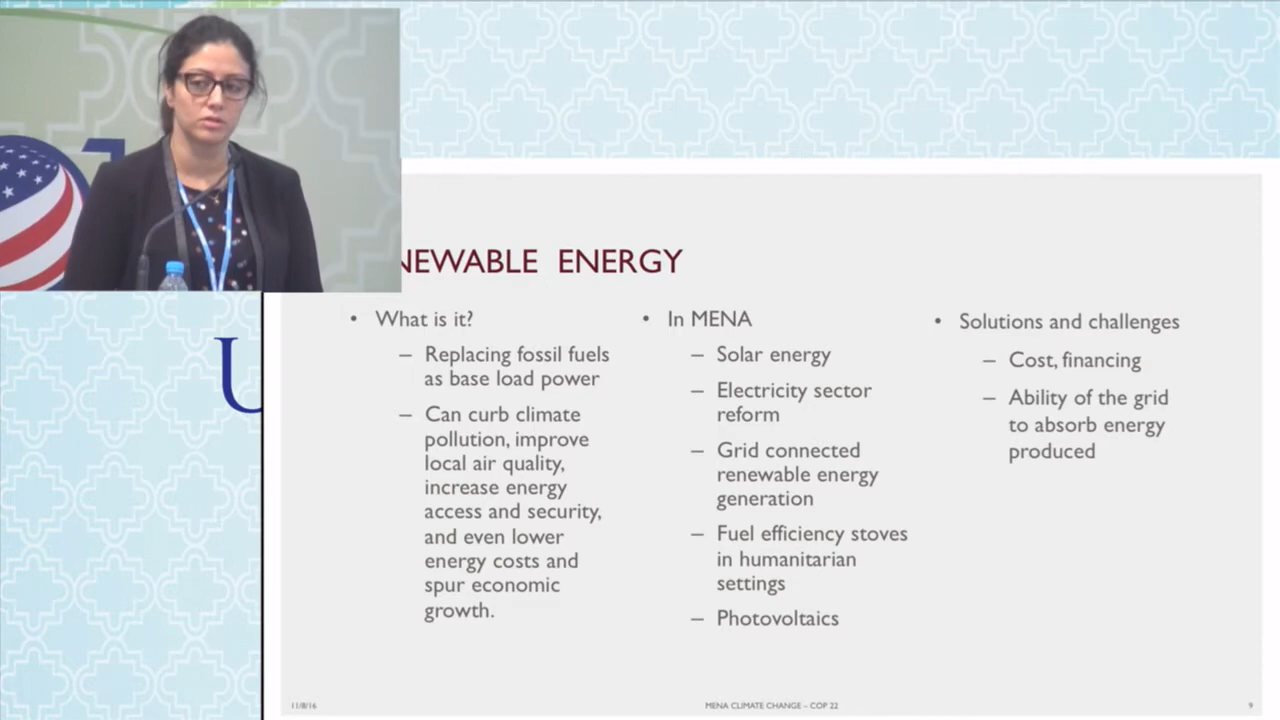 NEWABLE ENERGY
• What is it?
– Replacing fossil fuels
as base load power
– Can curb climate
pollution, improve
local air quality,
increase energy
access and security,
and even lower
energy costs and
spur economic
growth.
• In MENA
– Solar energy
– Electricity sector
reform
– Grid connected
renewable energy
generation
– Fuel efficiency stoves
in humanitarian
settings
– Photovoltaics
• Solutions and challenges
– Cost, financing
– Ability of the grid
to absorb energy
produced
U
11/8/16
MENA CLIMATE CHANGE – COP 22
9